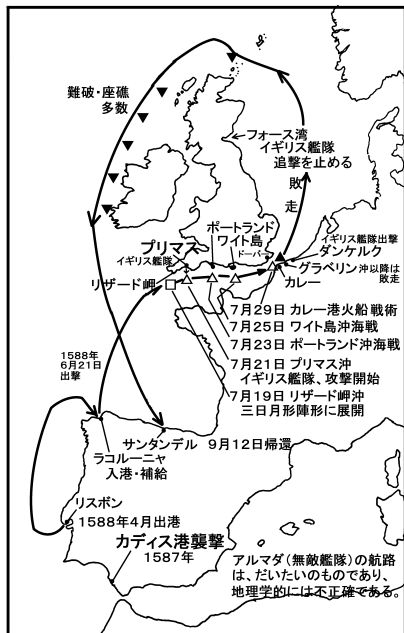 難破・座礁
多数
フォース湾
イギリス艦隊
追撃を止める
敗走
ポートランド
ワイト島
ドーバー
プリマス
イギリス艦隊
リザード岬
イギリス艦隊出撃
ダンケルク
グラベリン沖以降は
敗走
カレー
7月29日 カレー港火船戦術
7月25日 ワイト島沖海戦
7月23日 ポートランド沖海戦
7月21日 プリマス沖
イギリス艦隊、攻撃開始
7月19日 リザード岬沖
三日月形陣形に展開
1588年
6月21日
出撃
サンタンデル 9月12日帰還
ラコルーニャ
入港・補給
リスボン
1588年4月出港
カディス港襲撃
1587年
アルマダ(無敵艦隊)の航路
は、だいたいのものであり、
地理学的には不正確である。